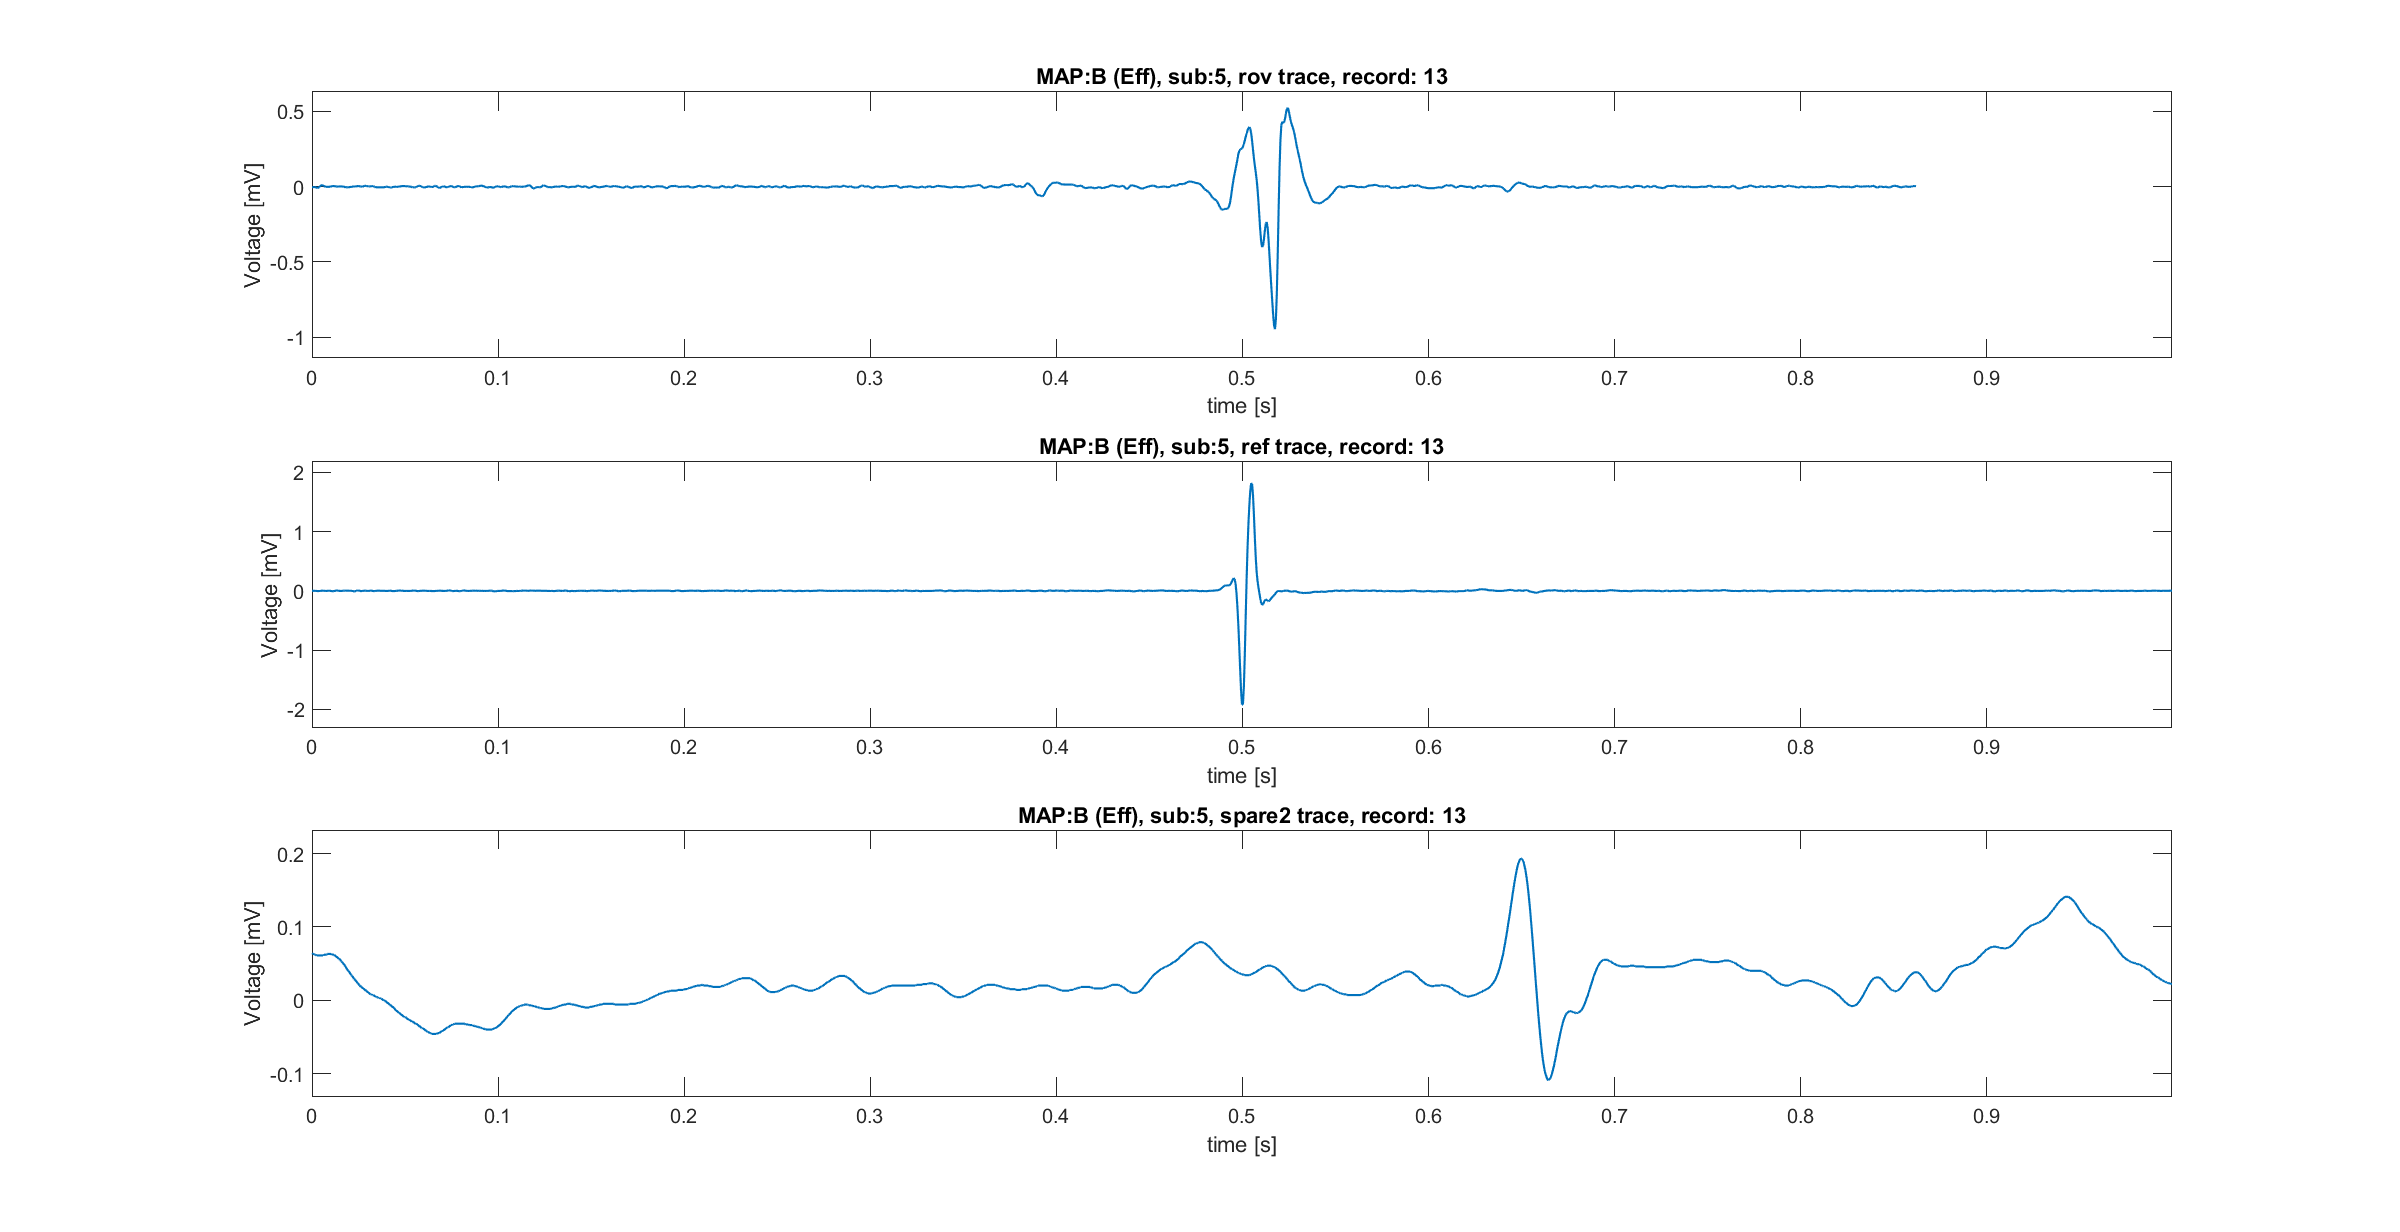 MAP:B (Eff), sub:5, rov trace, record: 13
0.5
0
-0.5
-1
Voltage [mV]
0 0.1 0.2 0.3 0.4 0.5 0.6 0.7 0.8 0.9
time [s]
MAP:B (Eff), sub:5, ref trace, record: 13
2
1
0
-1
-2
Voltage [mV]
0 0.1 0.2 0.3 0.4 0.5 0.6 0.7 0.8 0.9
time [s]
MAP:B (Eff), sub:5, spare2 trace, record: 13
0.2
0.1
0
-0.1
Voltage [mV]
0 0.1 0.2 0.3 0.4 0.5 0.6 0.7 0.8 0.9
time [s]